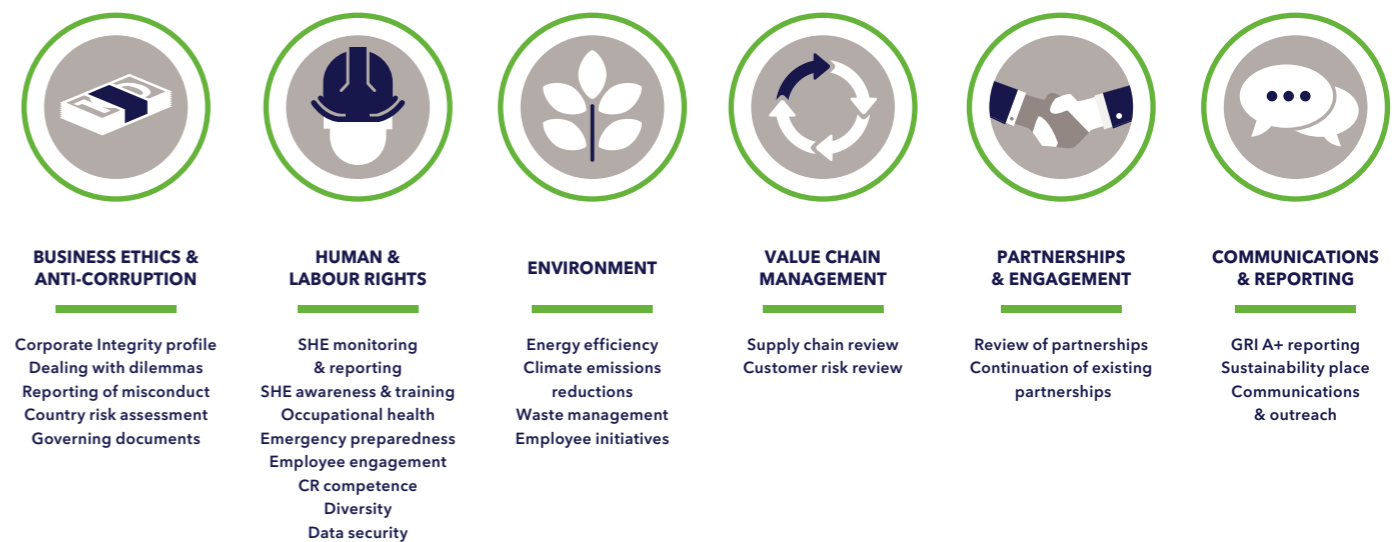 BUSINESS ETHICS &
ANTI-CORRUPTION
Corporate Integrity profile
Dealing with dilemmas
Reporting of misconduct
Country risk assessment
Governing documents
HUMAN &
LABOUR RIGHTS
SHE monitoring
& reporting
SHE awareness & training
Occupational health
Emergency preparedness
Employee engagement
CR competence
Diversity
Data security
ENVIRONMENT
Energy efficiency
Climate emissions
reductions
Waste management
Employee initiatives
VALUE CHAIN
MANAGEMENT
Supply chain review
Customer risk review
PARTNERSHIPS
& ENGAGEMENT
Review of partnerships
Continuation of existing
partnerships
COMMUNICATIONS
& REPORTING
GRI A+ reporting
Sustainability place
Communications
& outreach